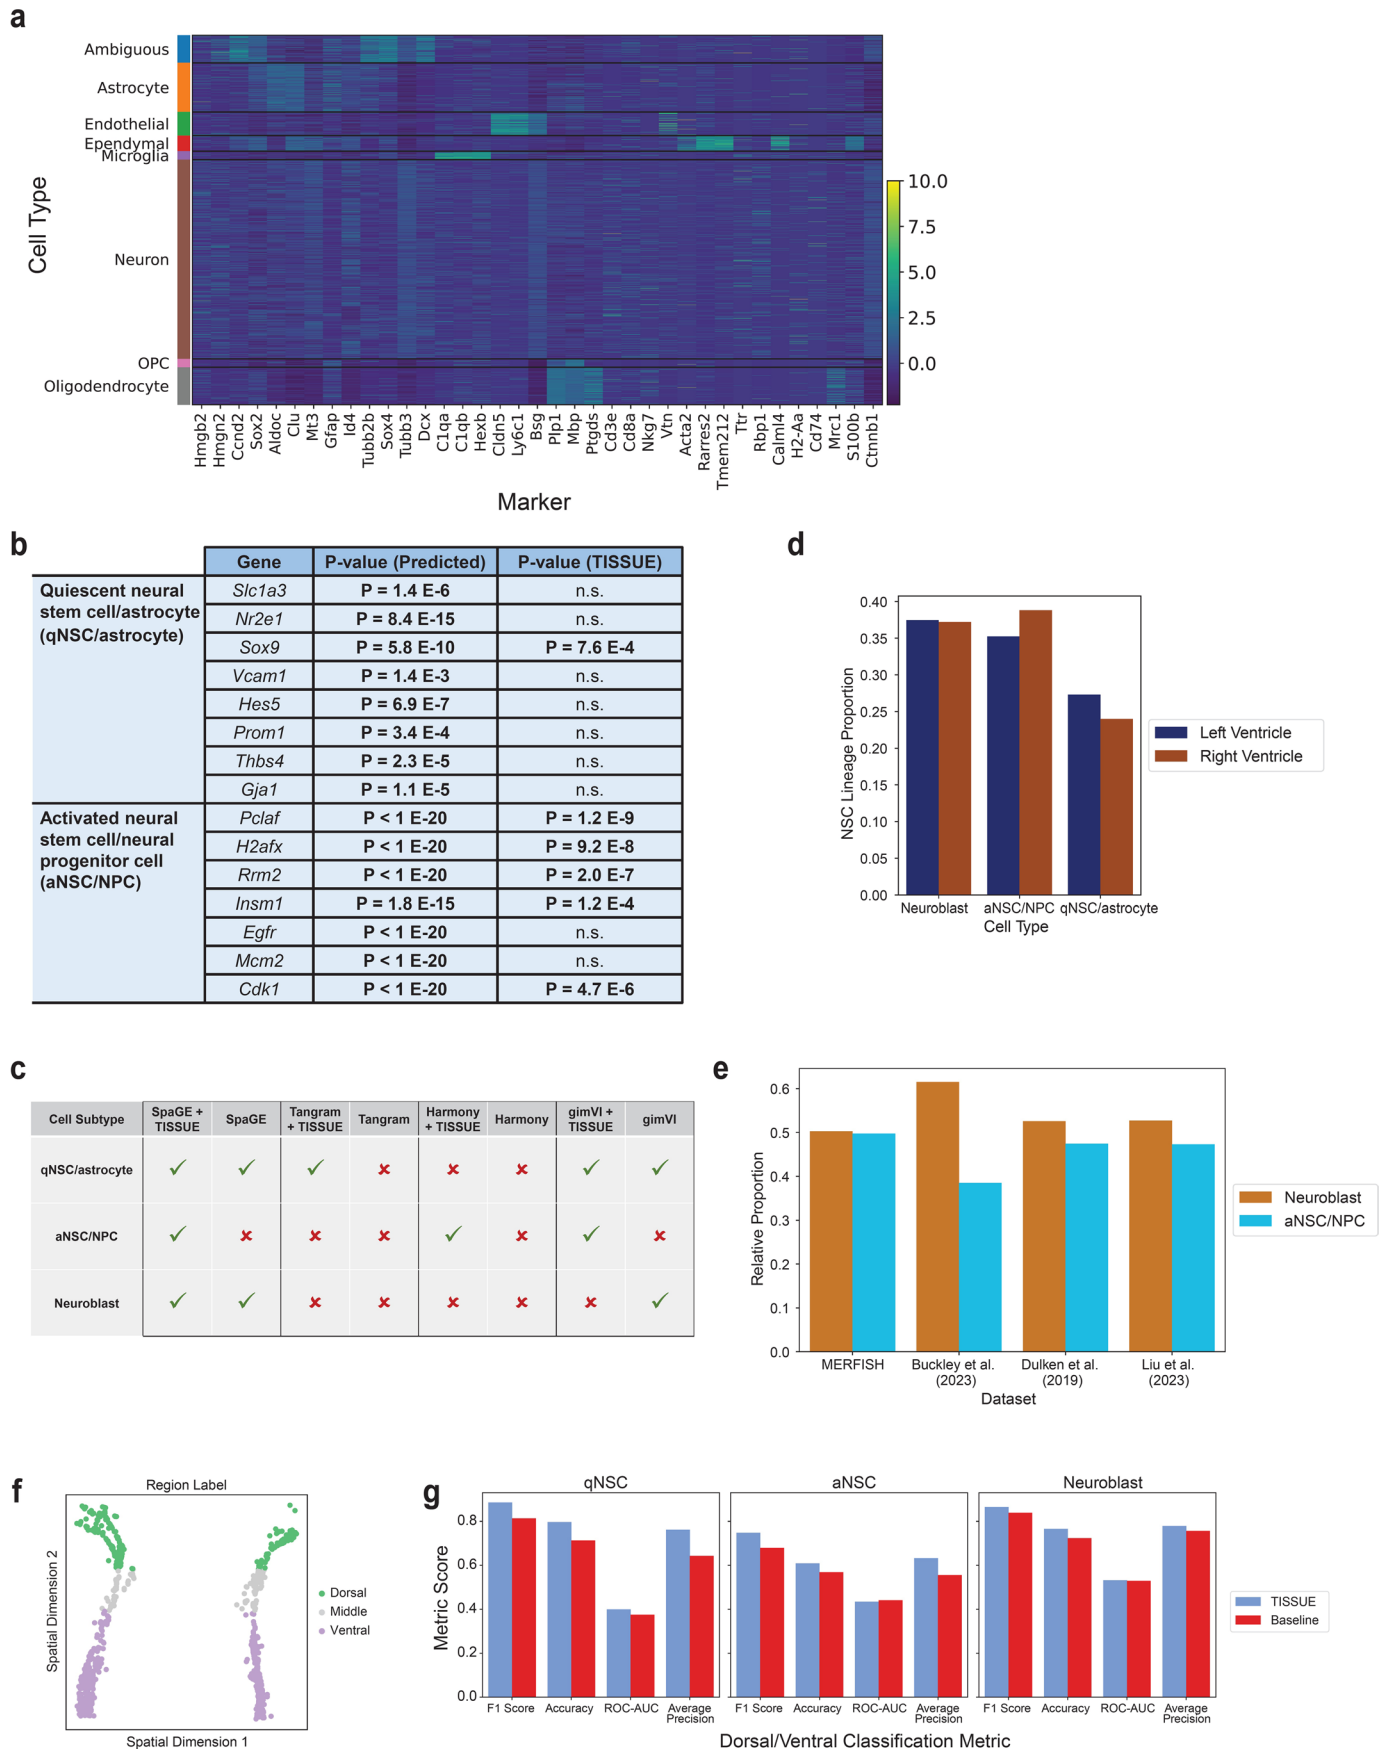 a
Ambiguous
Astrocyte
Endothelial
Ependymal
Microglia
Neuron
OPC
Oligodendrocyte
Cell Type
10.0
7.5
5.0
2.5
0.0
Hmgb2 Hmgn2 Ccnd2 Sox2 Aldoc Clu Mt3 Gfap Id4 Tubb2b Sox4 Tubb3 Dcx C1qa C1qb Hexb Cldn5 Ly6c1 Bsg Plp1 Mbp Ptgds Cd3e Cd8a Nkg7 Vtn Acta2 Rarres2 Tmem212 Ttr Rbp1 Calml4 H2-Aa Cd74 Mrc1 S100b Ctnnb1
Marker
b
Gene P-value (Predicted) P-value (TISSUE)
Quiescent neural
stem cell/astrocyte
(qNSC/astrocyte)
Slc1a3 P = 1.4 E-6 n.s.
Nr2e1 P = 8.4 E-15 n.s.
Sox9 P = 5.8 E-10 P = 7.6 E-4
Vcam1 P = 1.4 E-3 n.s.
Hes5 P = 6.9 E-7 n.s.
Prom1 P = 3.4 E-4 n.s.
Thbs4 P = 2.3 E-5 n.s.
Gja1 P = 1.1 E-5 n.s.
Activated neural
stem cell/neural
progenitor cell
(aNSC/NPC)
Pclaf P < 1 E-20 P = 1.2 E-9
H2afx P < 1 E-20 P = 9.2 E-8
Rrm2 P < 1 E-20 P = 2.0 E-7
Insm1 P = 1.8 E-15 P = 1.2 E-4
Egfr P < 1 E-20 n.s.
Mcm2 P < 1 E-20 n.s.
Cdk1 P < 1 E-20 P = 4.7 E-6
d
NSC Lineage Proportion
0.40
0.35
0.30
0.25
0.20
0.15
0.10
0.05
0.00
Neuroblast aNSC/NPC qNSC/astrocyte
Cell Type
Left Ventricle
Right Ventricle
c
Cell Subtype SpaGE + TISSUE SpaGE Tangram + TISSUE Tangram Harmony + TISSUE Harmony gimVI + TISSUE gimVI
qNSC/astrocyte ✓ ✓ ✓ ✘ ✘ ✘ ✓ ✓
aNSC/NPC ✓ ✘ ✘ ✘ ✓ ✘ ✓ ✘
Neuroblast ✓ ✓ ✘ ✘ ✘ ✘ ✘ ✓
e
Relative Proportion
0.6
0.5
0.4
0.3
0.2
0.1
0.0
MERFISH Buckley et al. (2023) Dulken et al. (2019) Liu et al. (2023)
Dataset
Neuroblast
aNSC/NPC
f
Region Label
Spatial Dimension 2
Spatial Dimension 1
Dorsal
Middle
Ventral
g
qNSC aNSC Neuroblast
Metric Score
0.8
0.6
0.4
0.2
0.0
F1 Score Accuracy ROC-AUC Average Precision F1 Score Accuracy ROC-AUC Average Precision F1 Score Accuracy ROC-AUC Average Precision
Dorsal/Ventral Classification Metric
TISSUE
Baseline